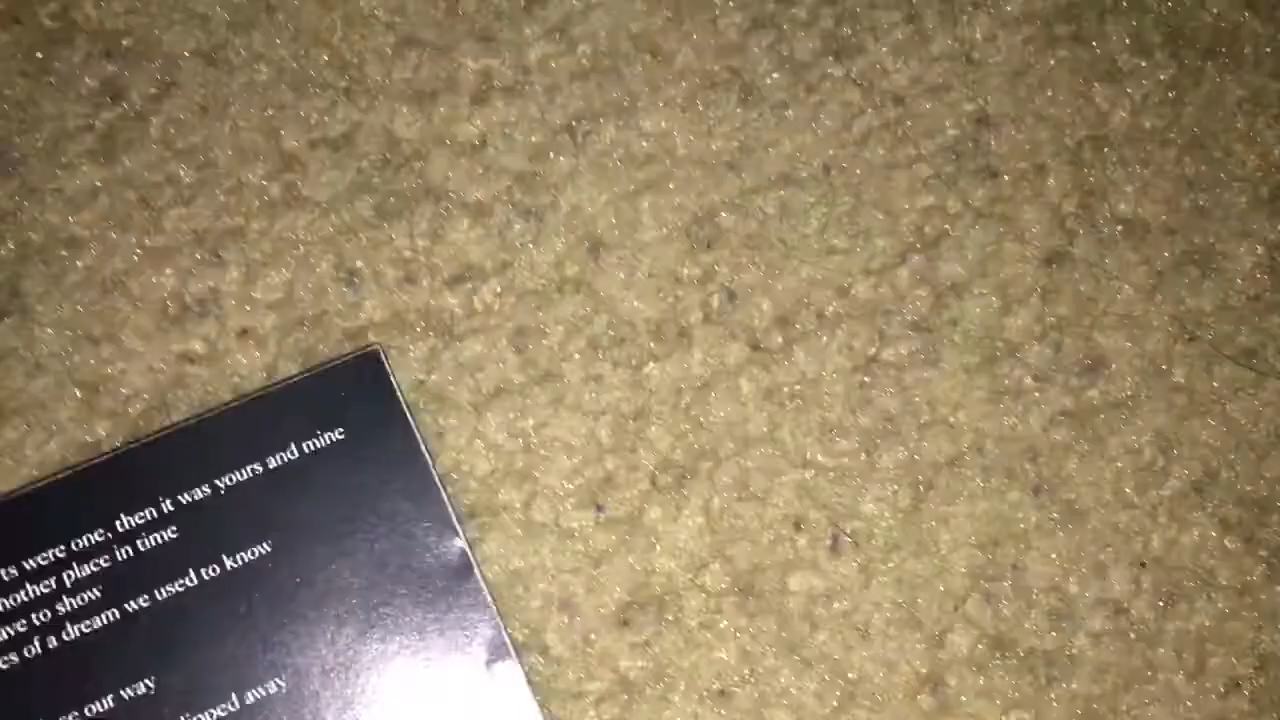 ts were one, then it was yours and mine
nother place in time
ave to show
es of a dream we used to know
se our way
lipped away